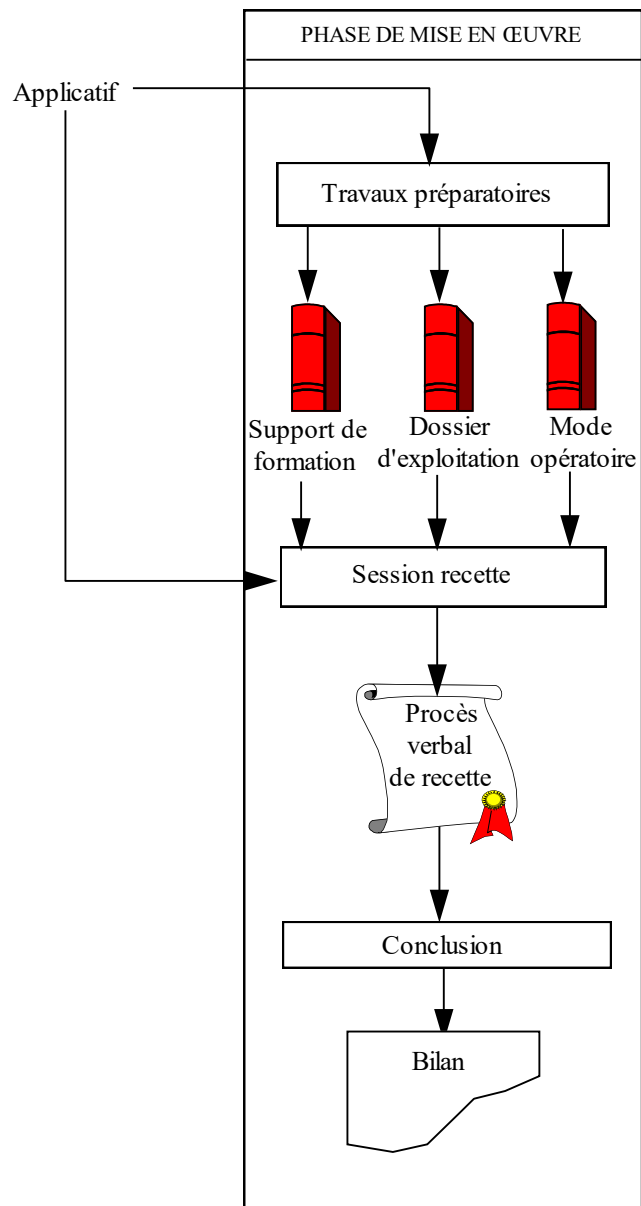 PHASE DE MISE EN ŒUVRE
Applicatif
Travaux préparatoires
Support de
formation
Dossier
d'exploitation
Mode
opératoire
Session recette
Procès
verbal
de recette
Conclusion
Bilan